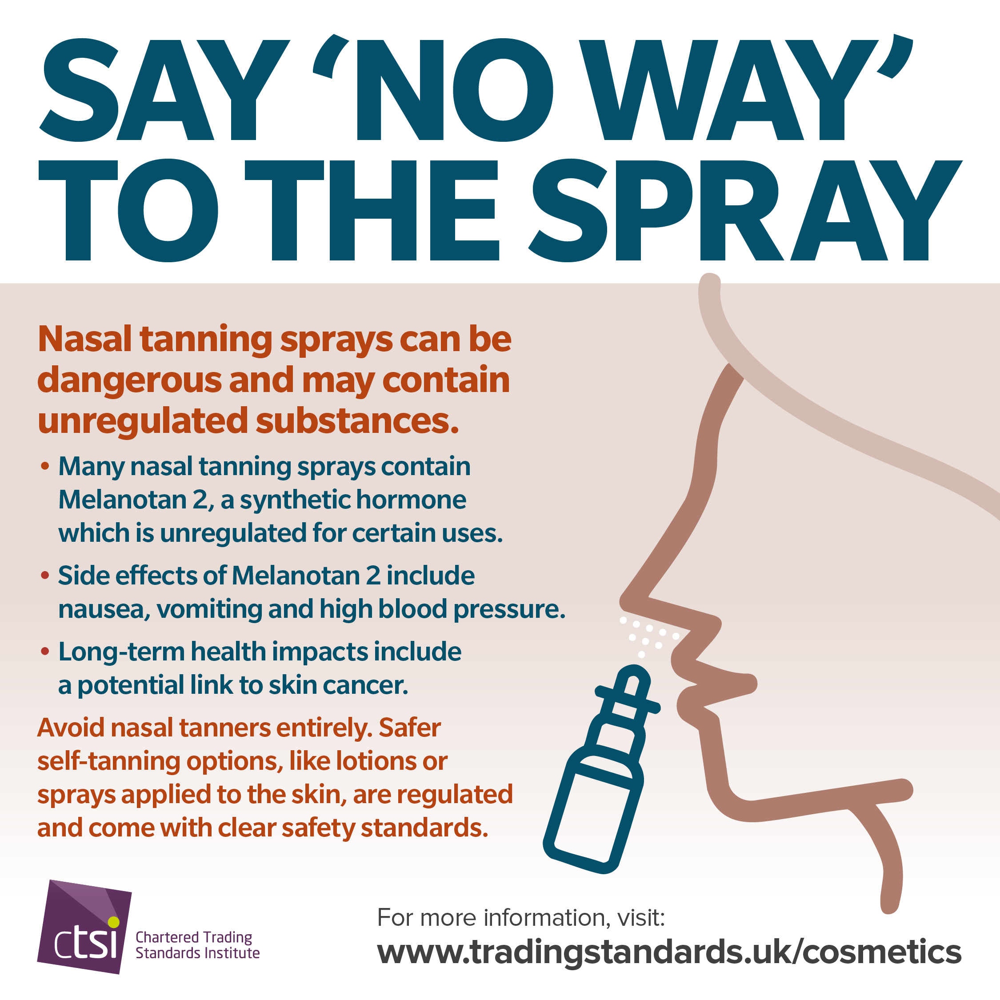 SAY ‘NO WAY’
TO THE SPRAY
Nasal tanning sprays can be
dangerous and may contain
unregulated substances.
• Many nasal tanning sprays contain
Melanotan 2, a synthetic hormone
which is unregulated for certain uses.
• Side effects of Melanotan 2 include
nausea, vomiting and high blood pressure.
• Long-term health impacts include
a potential link to skin cancer.
Avoid nasal tanners entirely. Safer
self-tanning options, like lotions or
sprays applied to the skin, are regulated
and come with clear safety standards.
ctsi
Chartered Trading
Standards Institute
For more information, visit:
www.tradingstandards.uk/cosmetics